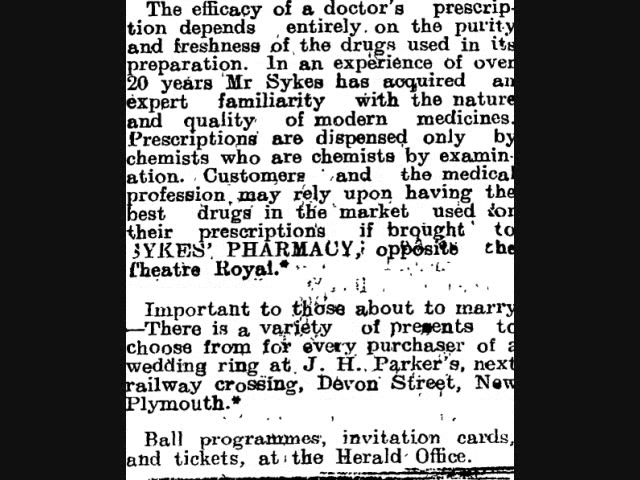 The efficacy of a doctor's prescrip-
tion depends entirely on the purity
and freshness of the drugs used in its
preparation. In an experience of over
20 years Mr Sykes has acquired an
expert familiarity with the nature
and quality of modern medicines.
Prescriptions are dispensed only by
chemists who are chemists by examin-
ation. Customers and the medical
profession may rely upon having the
best drugs in the market used for
their prescriptions if brought to
SYKES' PHARMACY, opposite the
Theatre Royal.*
Important to those about to marry
—There is a variety of presents to
choose from for every purchaser of a
wedding ring at J. H. Parker's, next
railway crossing, Devon Street, New
Plymouth.*
Ball programmes, invitation cards,
and tickets, at the Herald Office.